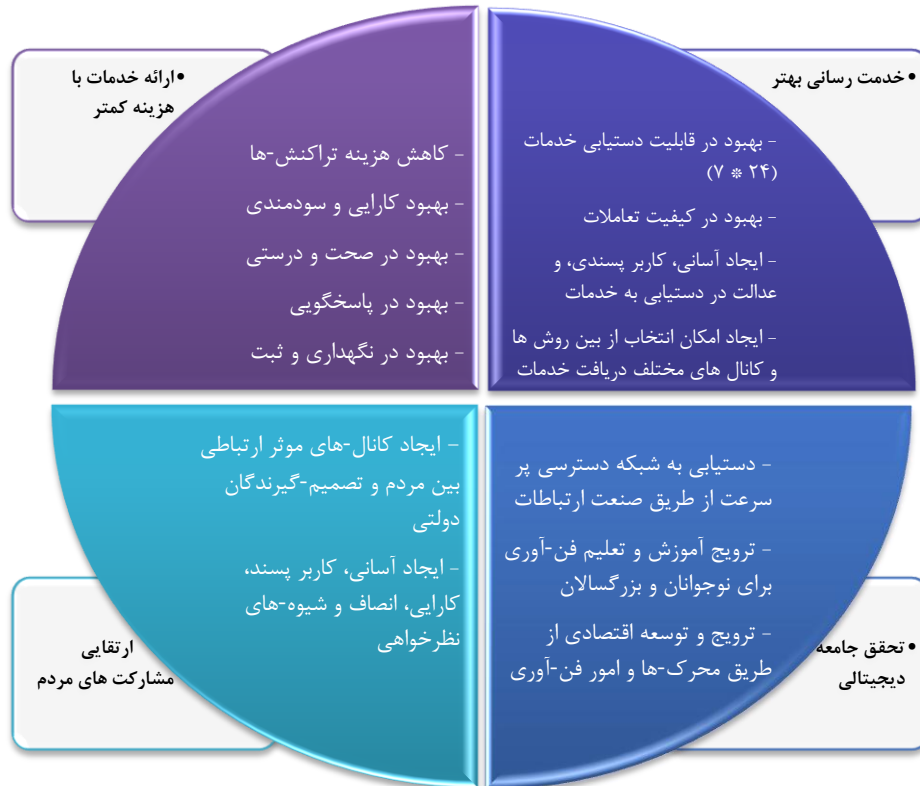 •خدمت رسانی بهتر
- بهبود در قابلیت دستیابی خدمات
(۲۴ * ۷)
- بهبود در کیفیت تعاملات
- ایجاد آسانی، کاربر پسندی، و
عدالت در دستیابی به خدمات
- ایجاد امکان انتخاب از بین روش ها
و کانال های مختلف دریافت خدمات
•ارائه خدمات با
هزینه کمتر
- کاهش هزینه تراکنش-ها
- بهبود کارایی و سودمندی
- بهبود در صحت و درستی
- بهبود در پاسخگویی
- بهبود در نگهداری و ثبت
•تحقق جامعه
دیجیتالی
- دستیابی به شبکه دسترسی پر
سرعت از طریق صنعت ارتباطات
- ترویج آموزش و تعلیم فن-آوری
برای نوجوانان و بزرگسالان
- ترویج و توسعه اقتصادی از
طریق محرک-ها و امور فن-آوری
ارتقایی
مشارکت های مردم
- ایجاد کانال-های موثر ارتباطی
بین مردم و تصمیم-گیرندگان
دولتی
- ایجاد آسانی، کاربر پسند،
کارایی، انصاف و شیوه-های
نظرخواهی